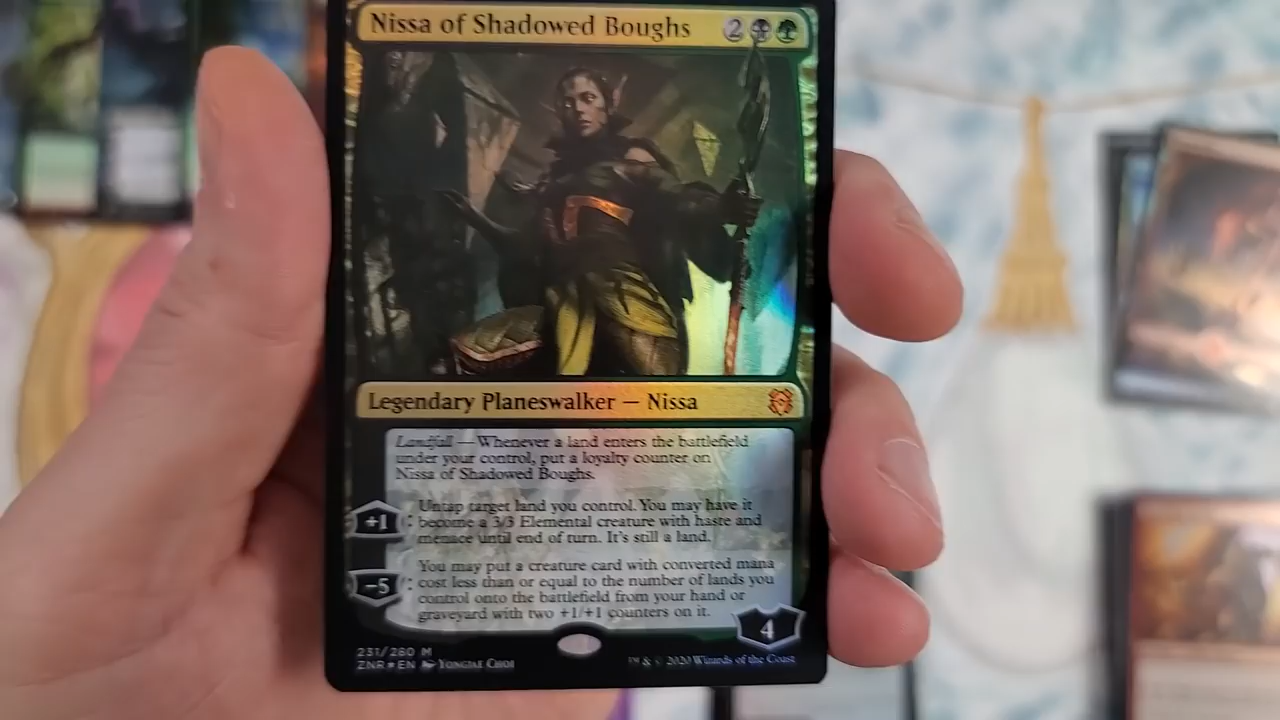 Nissa of Shadowed Boughs 2
Legendary Planeswalker — Nissa
Landfall — Whenever a land enters the battlefield
under your control, put a loyalty counter on
Nissa of Shadowed Boughs.
+1 : Untap target land you control. You may have it
become a 3/3 Elemental creature with haste and
menace until end of turn. It's still a land.
−5 : You may put a creature card with converted mana
cost less than or equal to the number of lands you
control onto the battlefield from your hand or
graveyard with two +1/+1 counters on it.
4
231/280 M
ZNR ★ EN Yongjae Choi
™ & © 2020 Wizards of the Coast